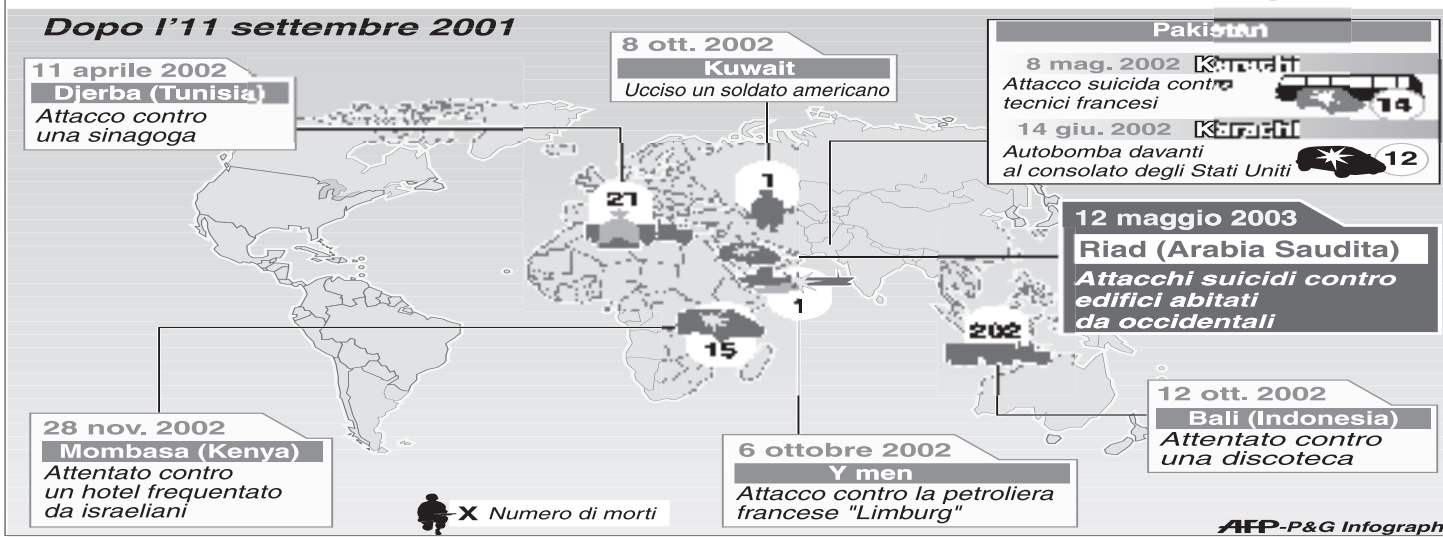 Dopo l'11 settembre 2001
11 aprile 2002
Djerba (Tunisia)
Attacco contro
una sinagoga
8 ott. 2002
Kuwait
Ucciso un soldato americano
Pakistan
8 mag. 2002 Karachi
Attacco suicida contro
tecnici francesi
14
14 giu. 2002 Karachi
Autobomba davanti
al consolato degli Stati Uniti
12
12 maggio 2003
Riad (Arabia Saudita)
Attacchi suicidi contro
edifici abitati
da occidentali
21
1
1
15
202
28 nov. 2002
Mombasa (Kenya)
Attentato contro
un hotel frequentato
da israeliani
X Numero di morti
6 ottobre 2002
Y men
Attacco contro la petroliera
francese "Limburg"
12 ott. 2002
Bali (Indonesia)
Attentato contro
una discoteca
AFP-P&G Infograph